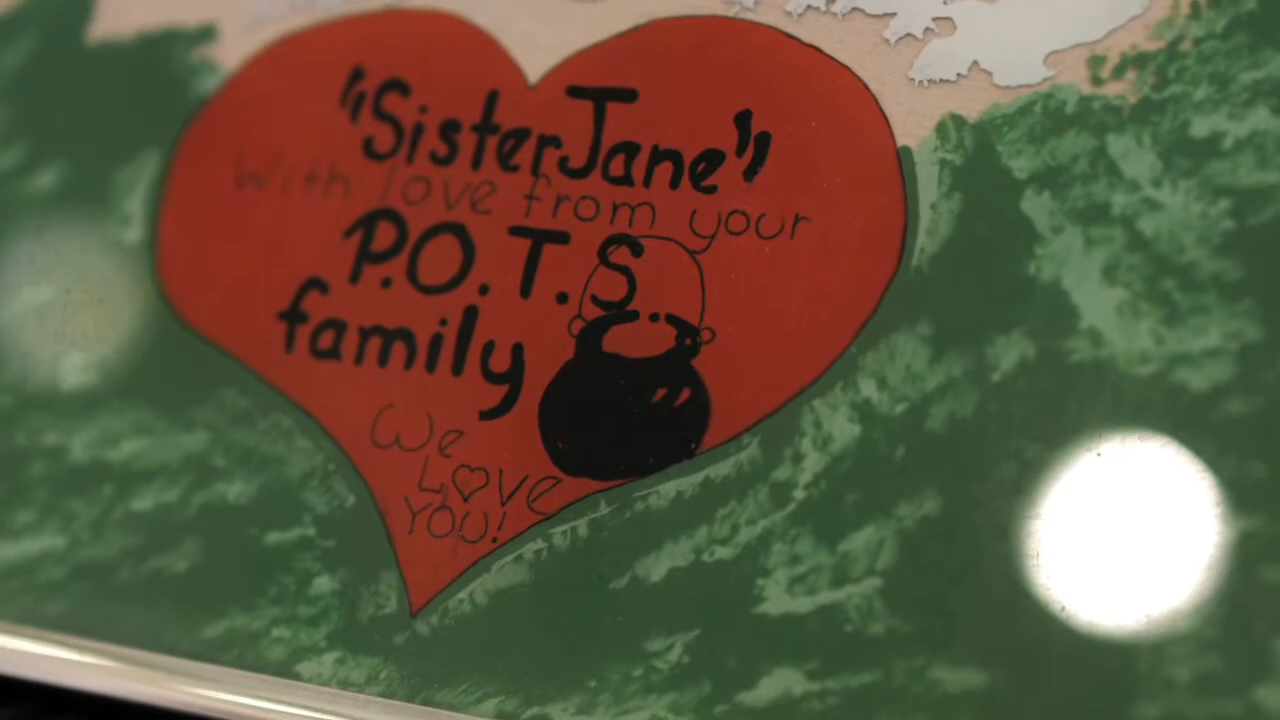 "Sister Jane"
With love from your
P.O.T.S
family
We
LOVE
YOU!